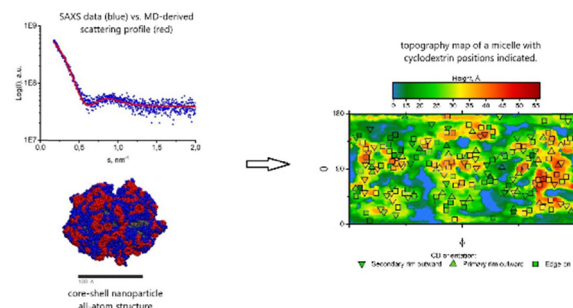 SAXS data (blue) vs. MD-derived
scattering profile (red)
Log(I), a.u.
1E9
1E8
1E7
0,0
0,5
1,0
1,5
2,0
s, nm⁻¹
core-shell nanoparticle
all-atom structure
topography map of a micelle with
cyclodextrin positions indicated.
Height, Å
0 5 10 15 20 25 30 35 40 45 50 55
180
90
0
ϕ
CD orientation:
Secondary rim outward
Primary rim outward
Edge on